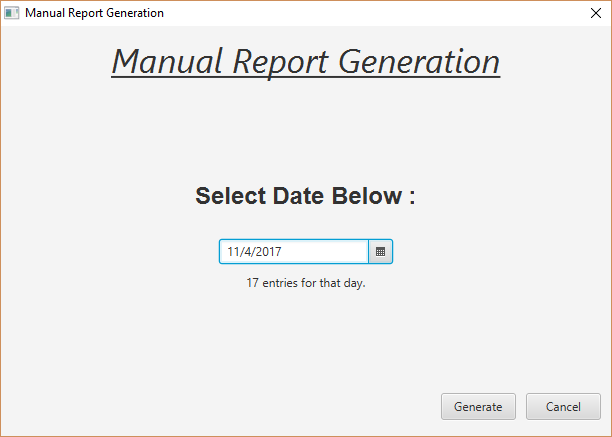 Manual Report Generation
Manual Report Generation
Select Date Below :
11/4/2017
17 entries for that day.
Generate
Cancel